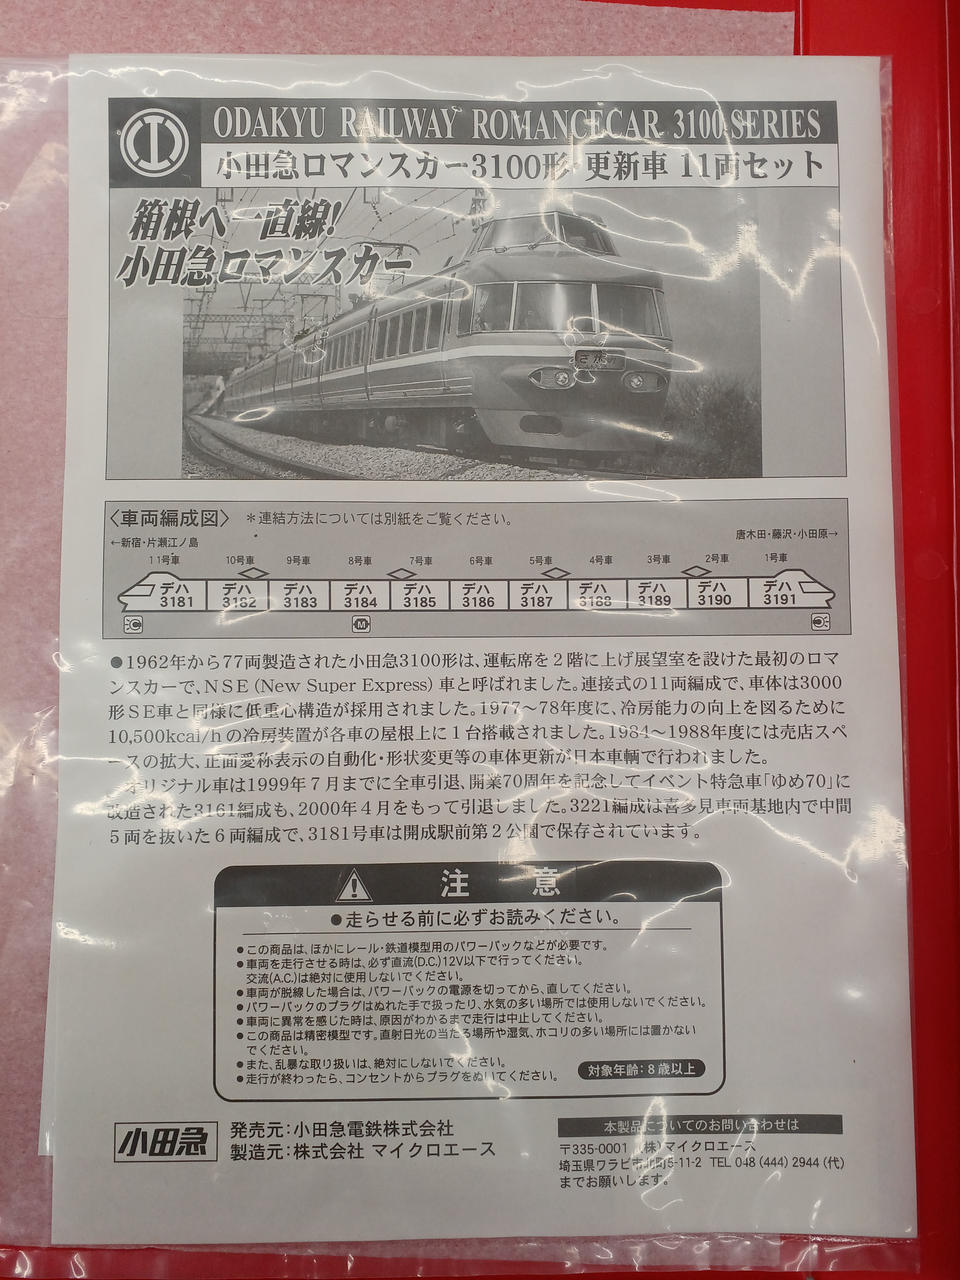 ODAKYU RAILWAY ROMANCECAR 3100 SERIES
小田急ロマンスカー3100形・更新車 11両セット
箱根へ一直線!
小田急ロマンスカー
さがみ
〈車両編成図〉 *連結方法については別紙をご覧ください。
←新宿・片瀬江ノ島 唐木田・藤沢・小田原→
11号車 10号車 9号車 8号車 7号車 6号車 5号車 4号車 3号車 2号車 1号車
デハ デハ デハ デハ デハ デハ デハ デハ デハ デハ デハ
3181 3182 3183 3184 3185 3186 3187 3188 3189 3190 3191
C M C
●1962年から77両製造された小田急3100形は、運転席を2階に上げ展望室を設けた最初のロマ
ンスカーで、NSE(New Super Express)車と呼ばれました。連接式の11両編成で、車体は3000
形SE車と同様に低重心構造が採用されました。1977〜78年度に、冷房能力の向上を図るために
10,500kcal/hの冷房装置が各車の屋根上に1台搭載されました。1984〜1988年度には売店スペ
ースの拡大、正面愛称表示の自動化・形状変更等の車体更新が日本車輌で行われました。
オリジナル車は1999年7月までに全車引退、開業70周年を記念してイベント特急車「ゆめ70」に
改造された3161編成も、2000年4月をもって引退しました。3221編成は喜多見車両基地内で中間
5両を抜いた6両編成で、3181号車は開成駅前第2公園で保存されています。
注 意
●走らせる前に必ずお読みください。
●この商品は、ほかにレール・鉄道模型用のパワーパックなどが必要です。
●車両を走行させる時は、必ず直流(D.C.)12V以下で行ってください。
交流(A.C.)は絶対に使用しないでください。
●車両が脱線した場合は、パワーパックの電源を切ってから、直してください。
●パワーパックのプラグはぬれた手で扱ったり、水気の多い場所では使用しないでください。
●車両に異常を感じた時は、原因がわかるまで走行は中止してください。
●この商品は精密模型です。直射日光の当たる場所や湿気、ホコリの多い場所には置かない
でください。
●また、乱暴な取り扱いは、絶対にしないでください。
●走行が終わったら、コンセントからプラグをぬいてください。
対象年齢:8歳以上
小田急
発売元:小田急電鉄株式会社
製造元:株式会社 マイクロエース
本製品についてのお問い合わせは
〒335-0001 (株)マイクロエース
埼玉県ワラビ市北町5-11-2 TEL 048(444)2944(代)
までお願いします。